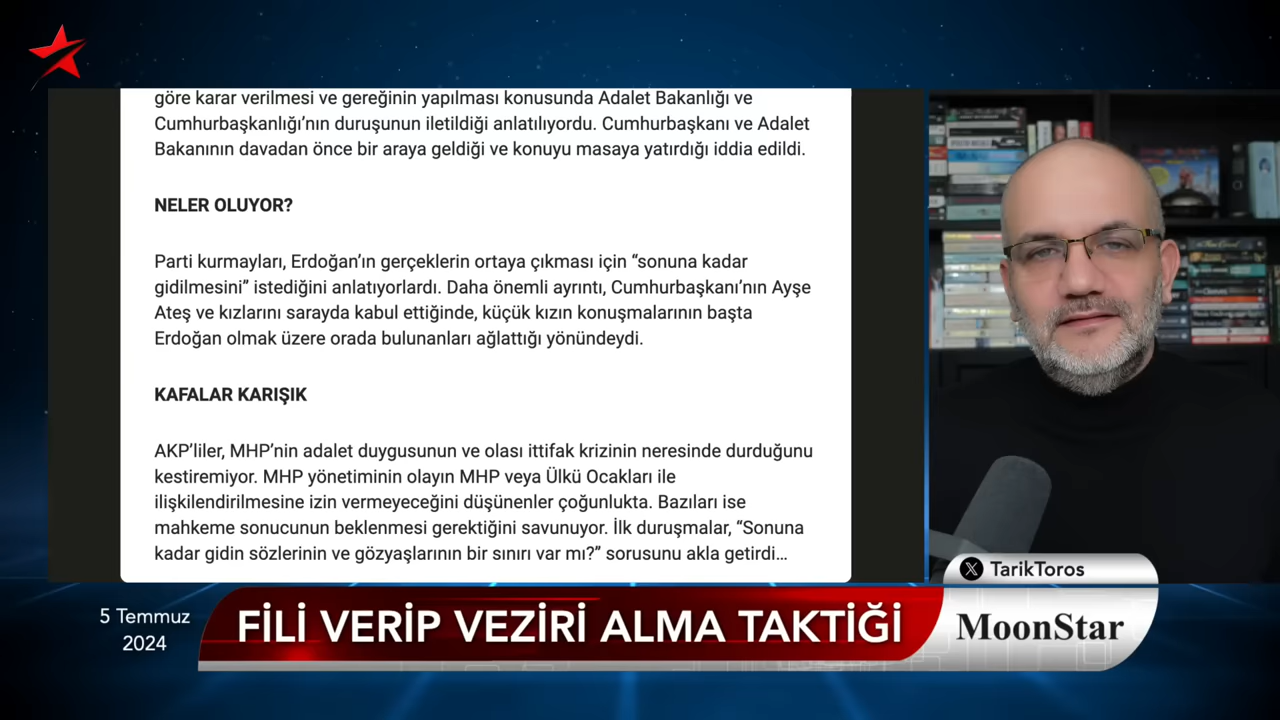 göre karar verilmesi ve gereğinin yapılması konusunda Adalet Bakanlığı ve
Cumhurbaşkanlığı’nın duruşunun iletildiği anlatılıyordu. Cumhurbaşkanı ve Adalet
Bakanının davadan önce bir araya geldiği ve konuyu masaya yatırdığı iddia edildi.
NELER OLUYOR?
Parti kurmayları, Erdoğan’ın gerçeklerin ortaya çıkması için “sonuna kadar
gidilmesini” istediğini anlatıyorlardı. Daha önemli ayrıntı, Cumhurbaşkanı’nın Ayşe
Ateş ve kızlarını sarayda kabul ettiğinde, küçük kızın konuşmalarının başta
Erdoğan olmak üzere orada bulunanları ağlattığı yönündeydi.
KAFALAR KARIŞIK
AKP’liler, MHP’nin adalet duygusunun ve olası ittifak krizinin neresinde durduğunu
kestiremiyor. MHP yönetiminin olayın MHP veya Ülkü Ocakları ile
ilişkilendirilmesine izin vermeyeceğini düşünenler çoğunlukta. Bazıları ise
mahkeme sonucunun beklenmesi gerektiğini savunuyor. İlk duruşmalar, “Sonuna
kadar gidin sözlerinin ve gözyaşlarının bir sınırı var mı?” sorusunu akla getirdi...
TarikToros
5 Temmuz
2024
FİLİ VERİP VEZİRİ ALMA TAKTİĞİ
MoonStar